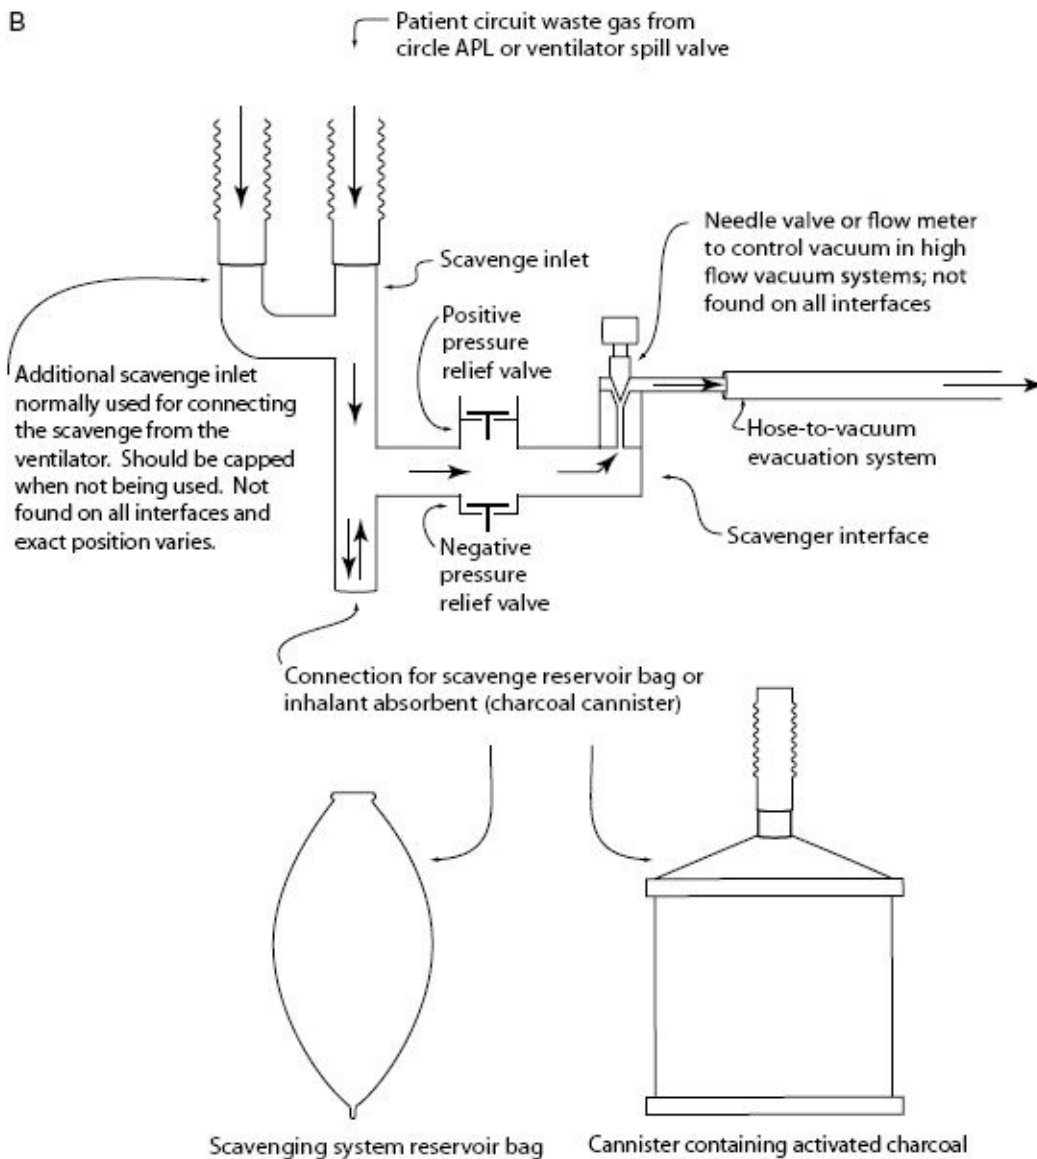 B
Patient circuit waste gas from
circle APL or ventilator spill valve
Needle valve or flow meter
to control vacuum in high
flow vacuum systems; not
found on all interfaces
Scavenge inlet
Positive
pressure
relief valve
Additional scavenge inlet
normally used for connecting
the scavenge from the
ventilator. Should be capped
when not being used. Not
found on all interfaces and
exact position varies.
Hose-to-vacuum
evacuation system
Scavenger interface
Negative
pressure
relief valve
Connection for scavenge reservoir bag or
inhalant absorbent (charcoal cannister)
Scavenging system reservoir bag
Cannister containing activated charcoal